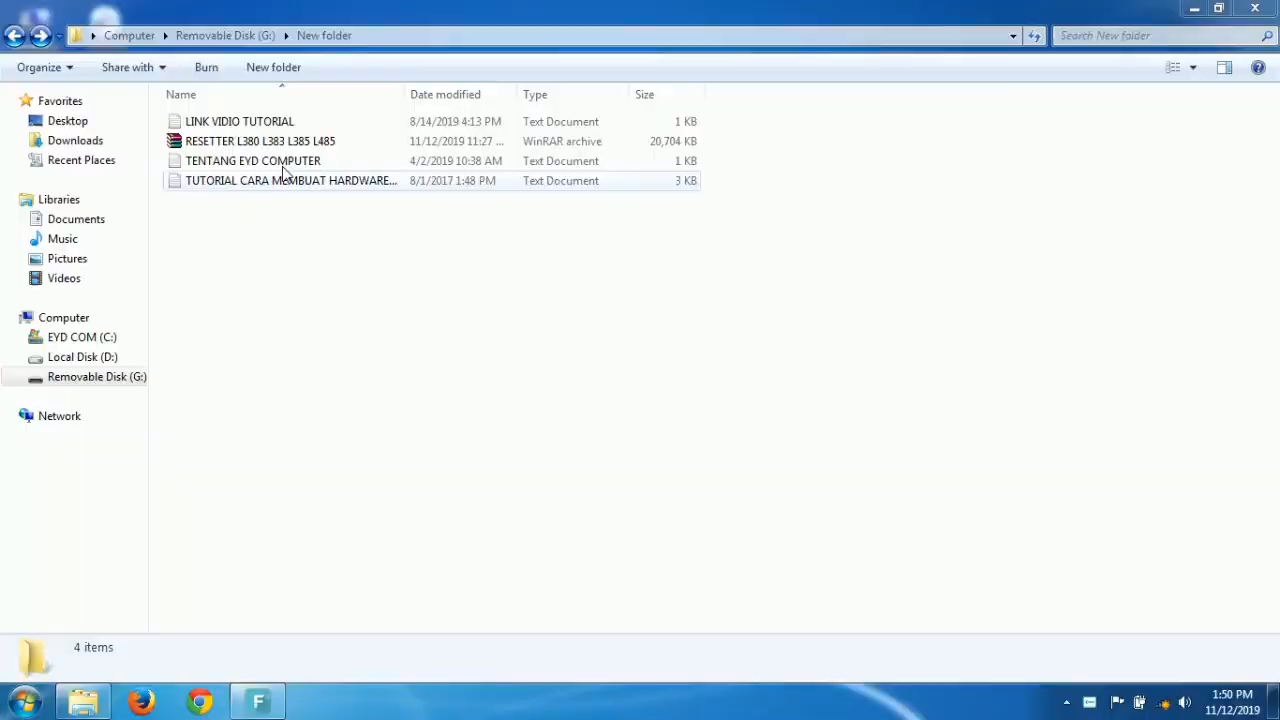 Computer Removable Disk (G:) New folder Search New folder
Organize Share with Burn New folder
Name Date modified Type Size
LINK VIDIO TUTORIAL 8/14/2019 4:13 PM Text Document 1 KB
RESETTER L380 L383 L385 L485 11/12/2019 11:27 ... WinRAR archive 20,704 KB
TENTANG EYD COMPUTER 4/2/2019 10:38 AM Text Document 1 KB
TUTORIAL CARA MEMBUAT HARDWARE... 8/1/2017 1:48 PM Text Document 3 KB
Favorites
Desktop
Downloads
Recent Places
Libraries
Documents
Music
Pictures
Videos
Computer
EYD COM (C:)
Local Disk (D:)
Removable Disk (G:)
Network
4 items
F
1:50 PM
11/12/2019